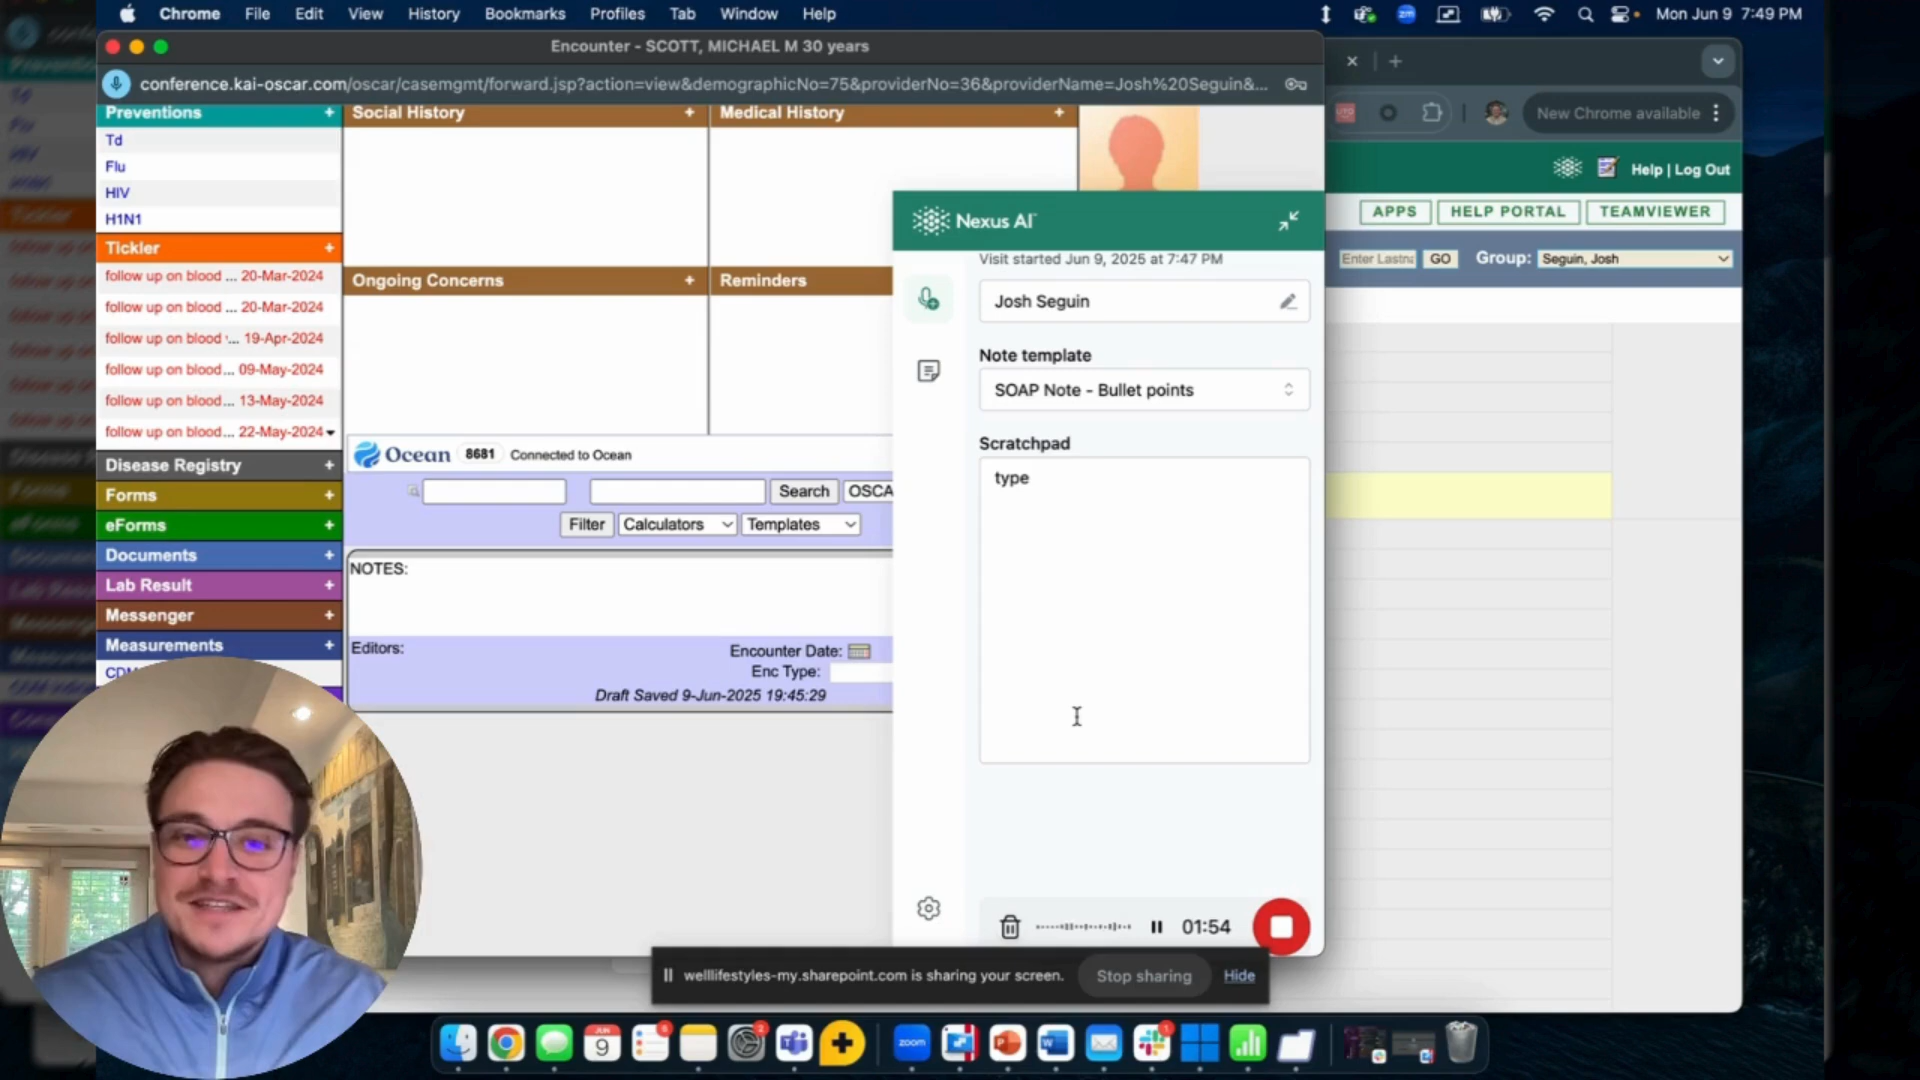 Chrome File Edit View History Bookmarks Profiles Tab Window Help
zm
Mon Jun 9 7:49 PM
Encounter - SCOTT, MICHAEL M 30 years
conference.kai-oscar.com/oscar/casemgmt/forward.jsp?action=view&demographicNo=75&providerNo=36&providerName=Josh%20Seguin&...
New Chrome available
Help | Log Out
APPS
HELP PORTAL
TEAMVIEWER
GO
Group:
Seguin, Josh
Preventions +
Td
Flu
HIV
H1N1
Tickler +
follow up on blood ... 20-Mar-2024
follow up on blood ... 20-Mar-2024
follow up on blood ... 19-Apr-2024
follow up on blood... 09-May-2024
follow up on blood... 13-May-2024
follow up on blood... 22-May-2024
Disease Registry +
Forms +
eForms +
Documents +
Lab Result +
Messenger +
Measurements +
Social History +
Medical History +
Ongoing Concerns +
Reminders
Ocean 8681 Connected to Ocean
Search
OSCA
Filter
Calculators
Templates
NOTES:
Editors:
Encounter Date:
Enc Type:
Draft Saved 9-Jun-2025 19:45:29
Nexus AI
Visit started Jun 9, 2025 at 7:47 PM
Josh Seguin
Note template
SOAP Note - Bullet points
Scratchpad
type
01:54
welllifestyles-my.sharepoint.com is sharing your screen.
Stop sharing
Hide
JUN
9
6
2
zoom
1